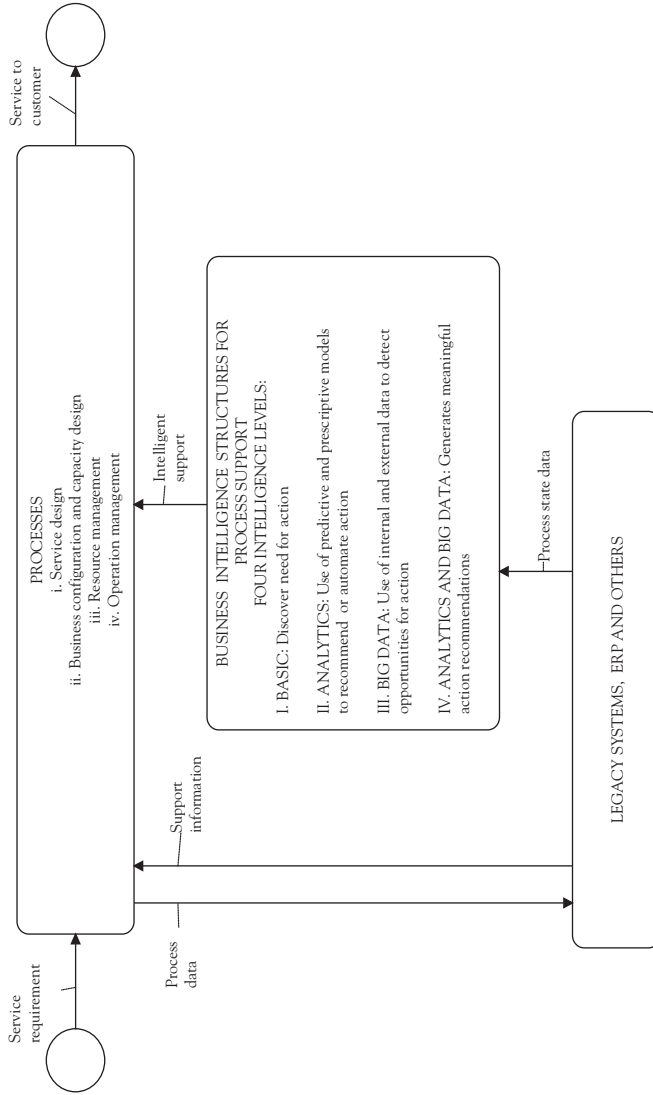 Service
requirement
PROCESSES
i. Service design
ii. Business configuration and capacity design
iii. Resource management
iv. Operation management
Service to
customer
Process
data
Support
information
Intelligent
support
BUSINESS INTELLIGENCE STRUCTURES FOR
PROCESS SUPPORT
FOUR INTELLIGENCE LEVELS:
I. BASIC: Discover need for action
II. ANALYTICS: Use of predictive and prescriptive models
to recommend or automate action
III. BIG DATA: Use of internal and external data to detect
opportunities for action
IV. ANALYTICS AND BIG DATA: Generates meaningful
action recommendations
Process state data
LEGACY SYSTEMS, ERP AND OTHERS